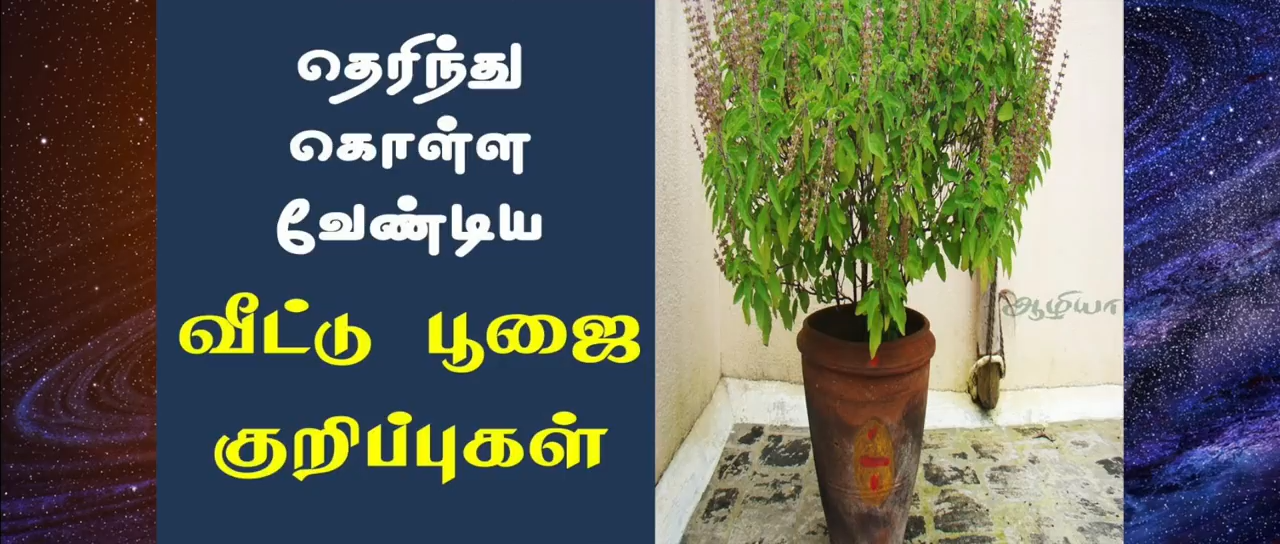 தெரிந்து
கொள்ள
வேண்டிய
வீட்டு பூஜை
குறிப்புகள்
ஆழியா